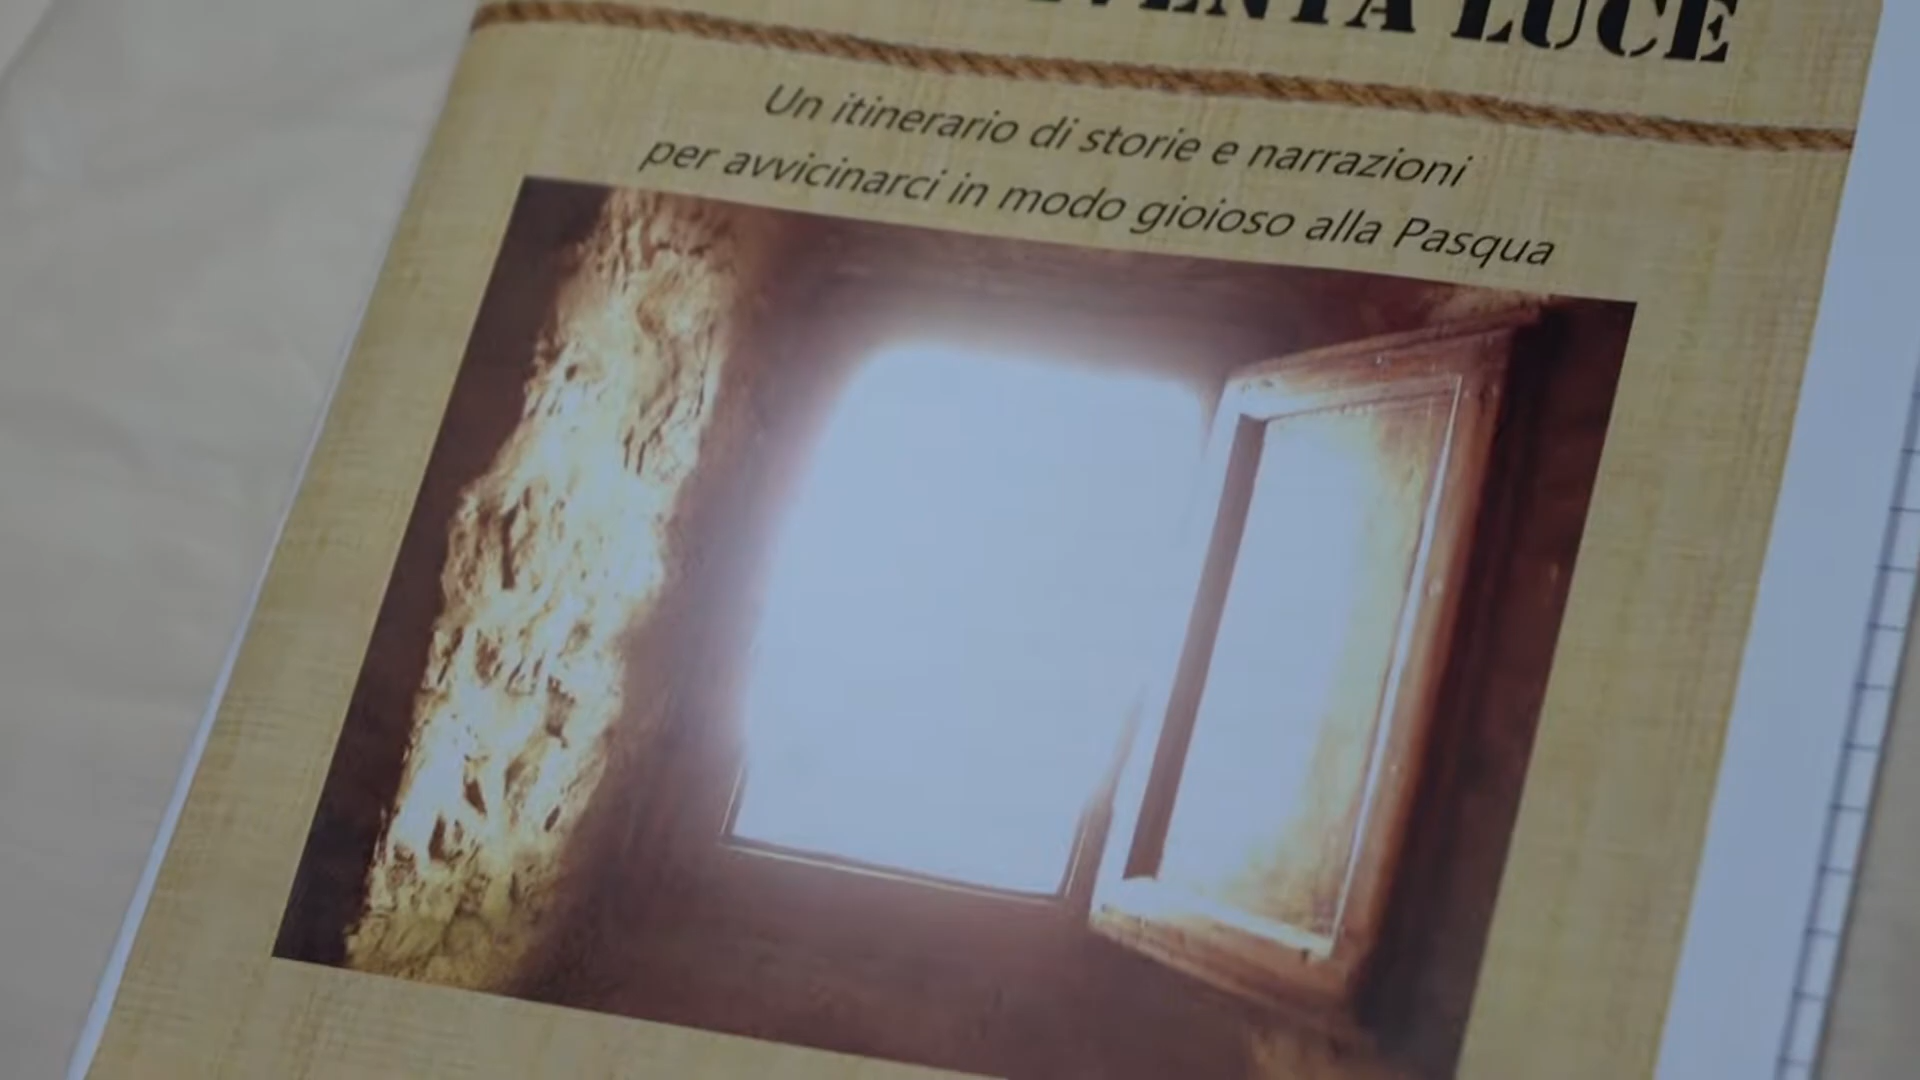 LUCE
Un itinerario di storie e narrazioni
per avvicinarci in modo gioioso alla Pasqua